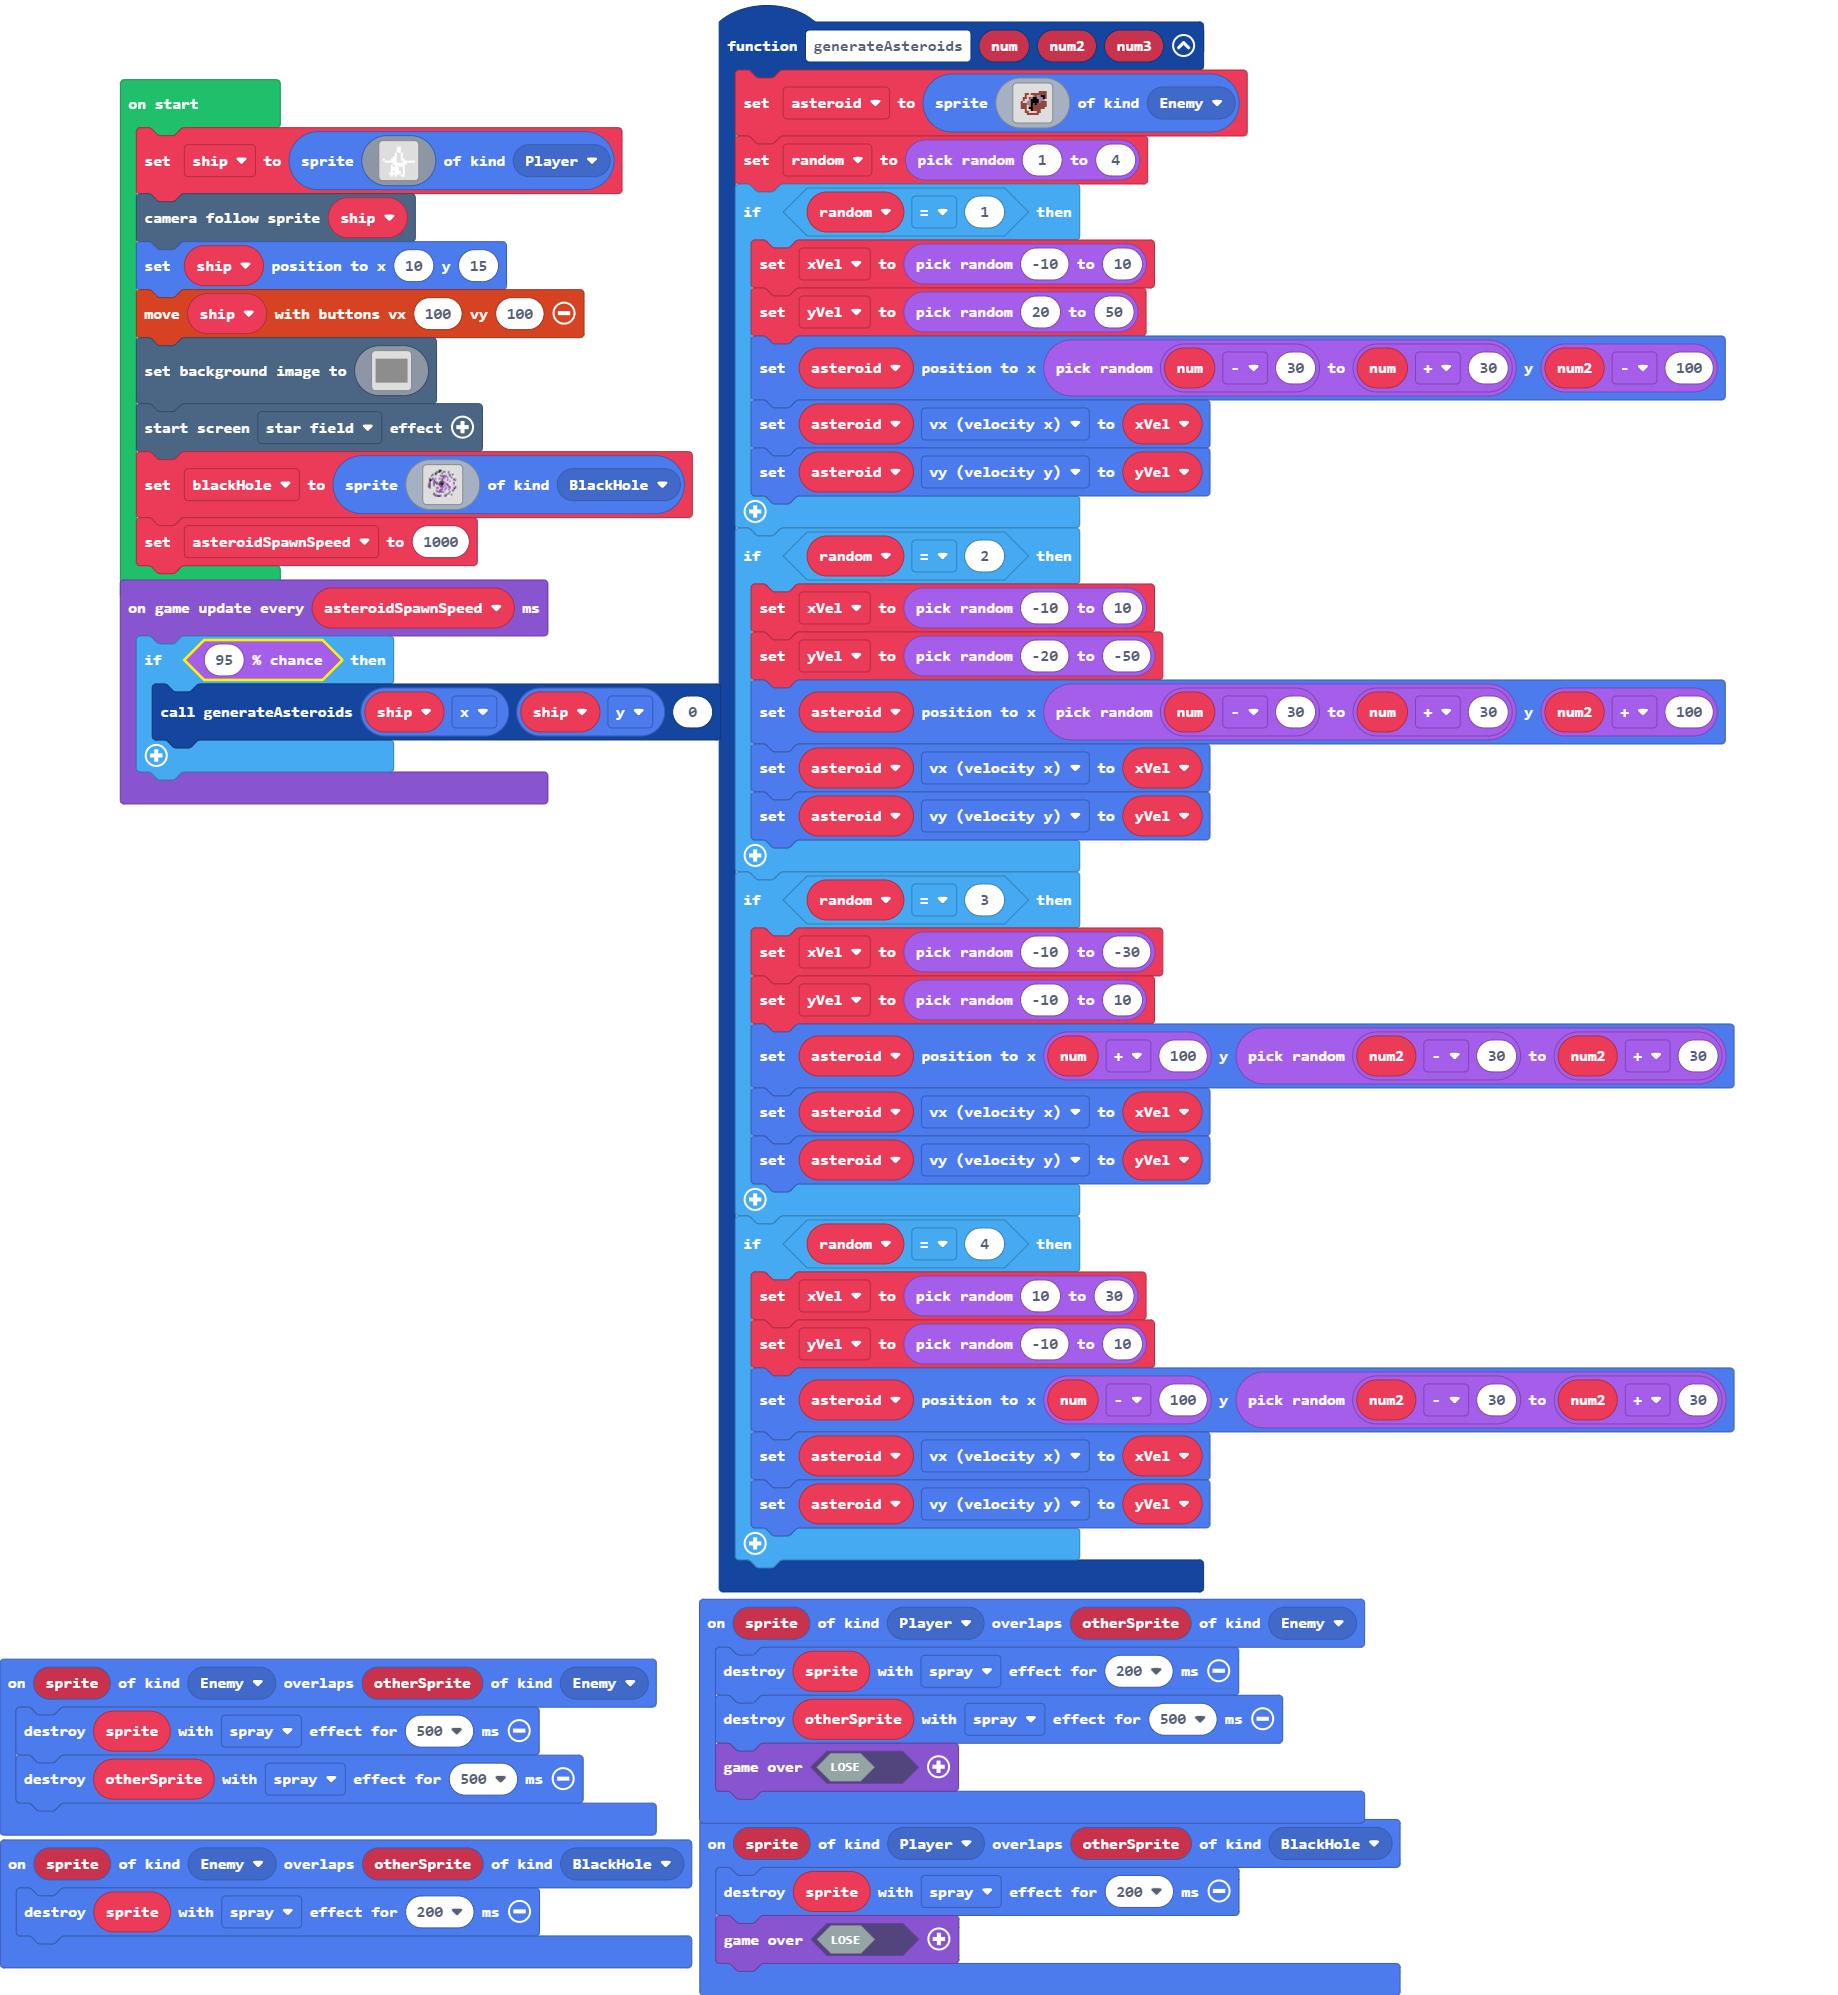 on start
set ship to sprite of kind Player
camera follow sprite ship
set ship position to x 10 y 15
move ship with buttons vx 100 vy 100
set background image to
start screen star field effect
set blackHole to sprite of kind BlackHole
set asteroidSpawnSpeed to 1000
on game update every asteroidSpawnSpeed ms
if 95 % chance then
call generateAsteroids ship x ship y 0
function generateAsteroids num num2 num3
set asteroid to sprite of kind Enemy
set random to pick random 1 to 4
if random = 1 then
set xVel to pick random -10 to 10
set yVel to pick random 20 to 50
set asteroid position to x pick random num - 30 to num + 30 y num2 - 100
set asteroid vx (velocity x) to xVel
set asteroid vy (velocity y) to yVel
if random = 2 then
set xVel to pick random -10 to 10
set yVel to pick random -20 to -50
set asteroid position to x pick random num - 30 to num + 30 y num2 + 100
set asteroid vx (velocity x) to xVel
set asteroid vy (velocity y) to yVel
if random = 3 then
set xVel to pick random -10 to -30
set yVel to pick random -10 to 10
set asteroid position to x num + 100 y pick random num2 - 30 to num2 + 30
set asteroid vx (velocity x) to xVel
set asteroid vy (velocity y) to yVel
if random = 4 then
set xVel to pick random 10 to 30
set yVel to pick random -10 to 10
set asteroid position to x num - 100 y pick random num2 - 30 to num2 + 30
set asteroid vx (velocity x) to xVel
set asteroid vy (velocity y) to yVel
on sprite of kind Enemy overlaps otherSprite of kind Enemy
destroy sprite with spray effect for 500 ms
destroy otherSprite with spray effect for 500 ms
on sprite of kind Enemy overlaps otherSprite of kind BlackHole
destroy sprite with spray effect for 200 ms
on sprite of kind Player overlaps otherSprite of kind Enemy
destroy sprite with spray effect for 200 ms
destroy otherSprite with spray effect for 500 ms
game over LOSE
on sprite of kind Player overlaps otherSprite of kind BlackHole
destroy sprite with spray effect for 200 ms
game over LOSE